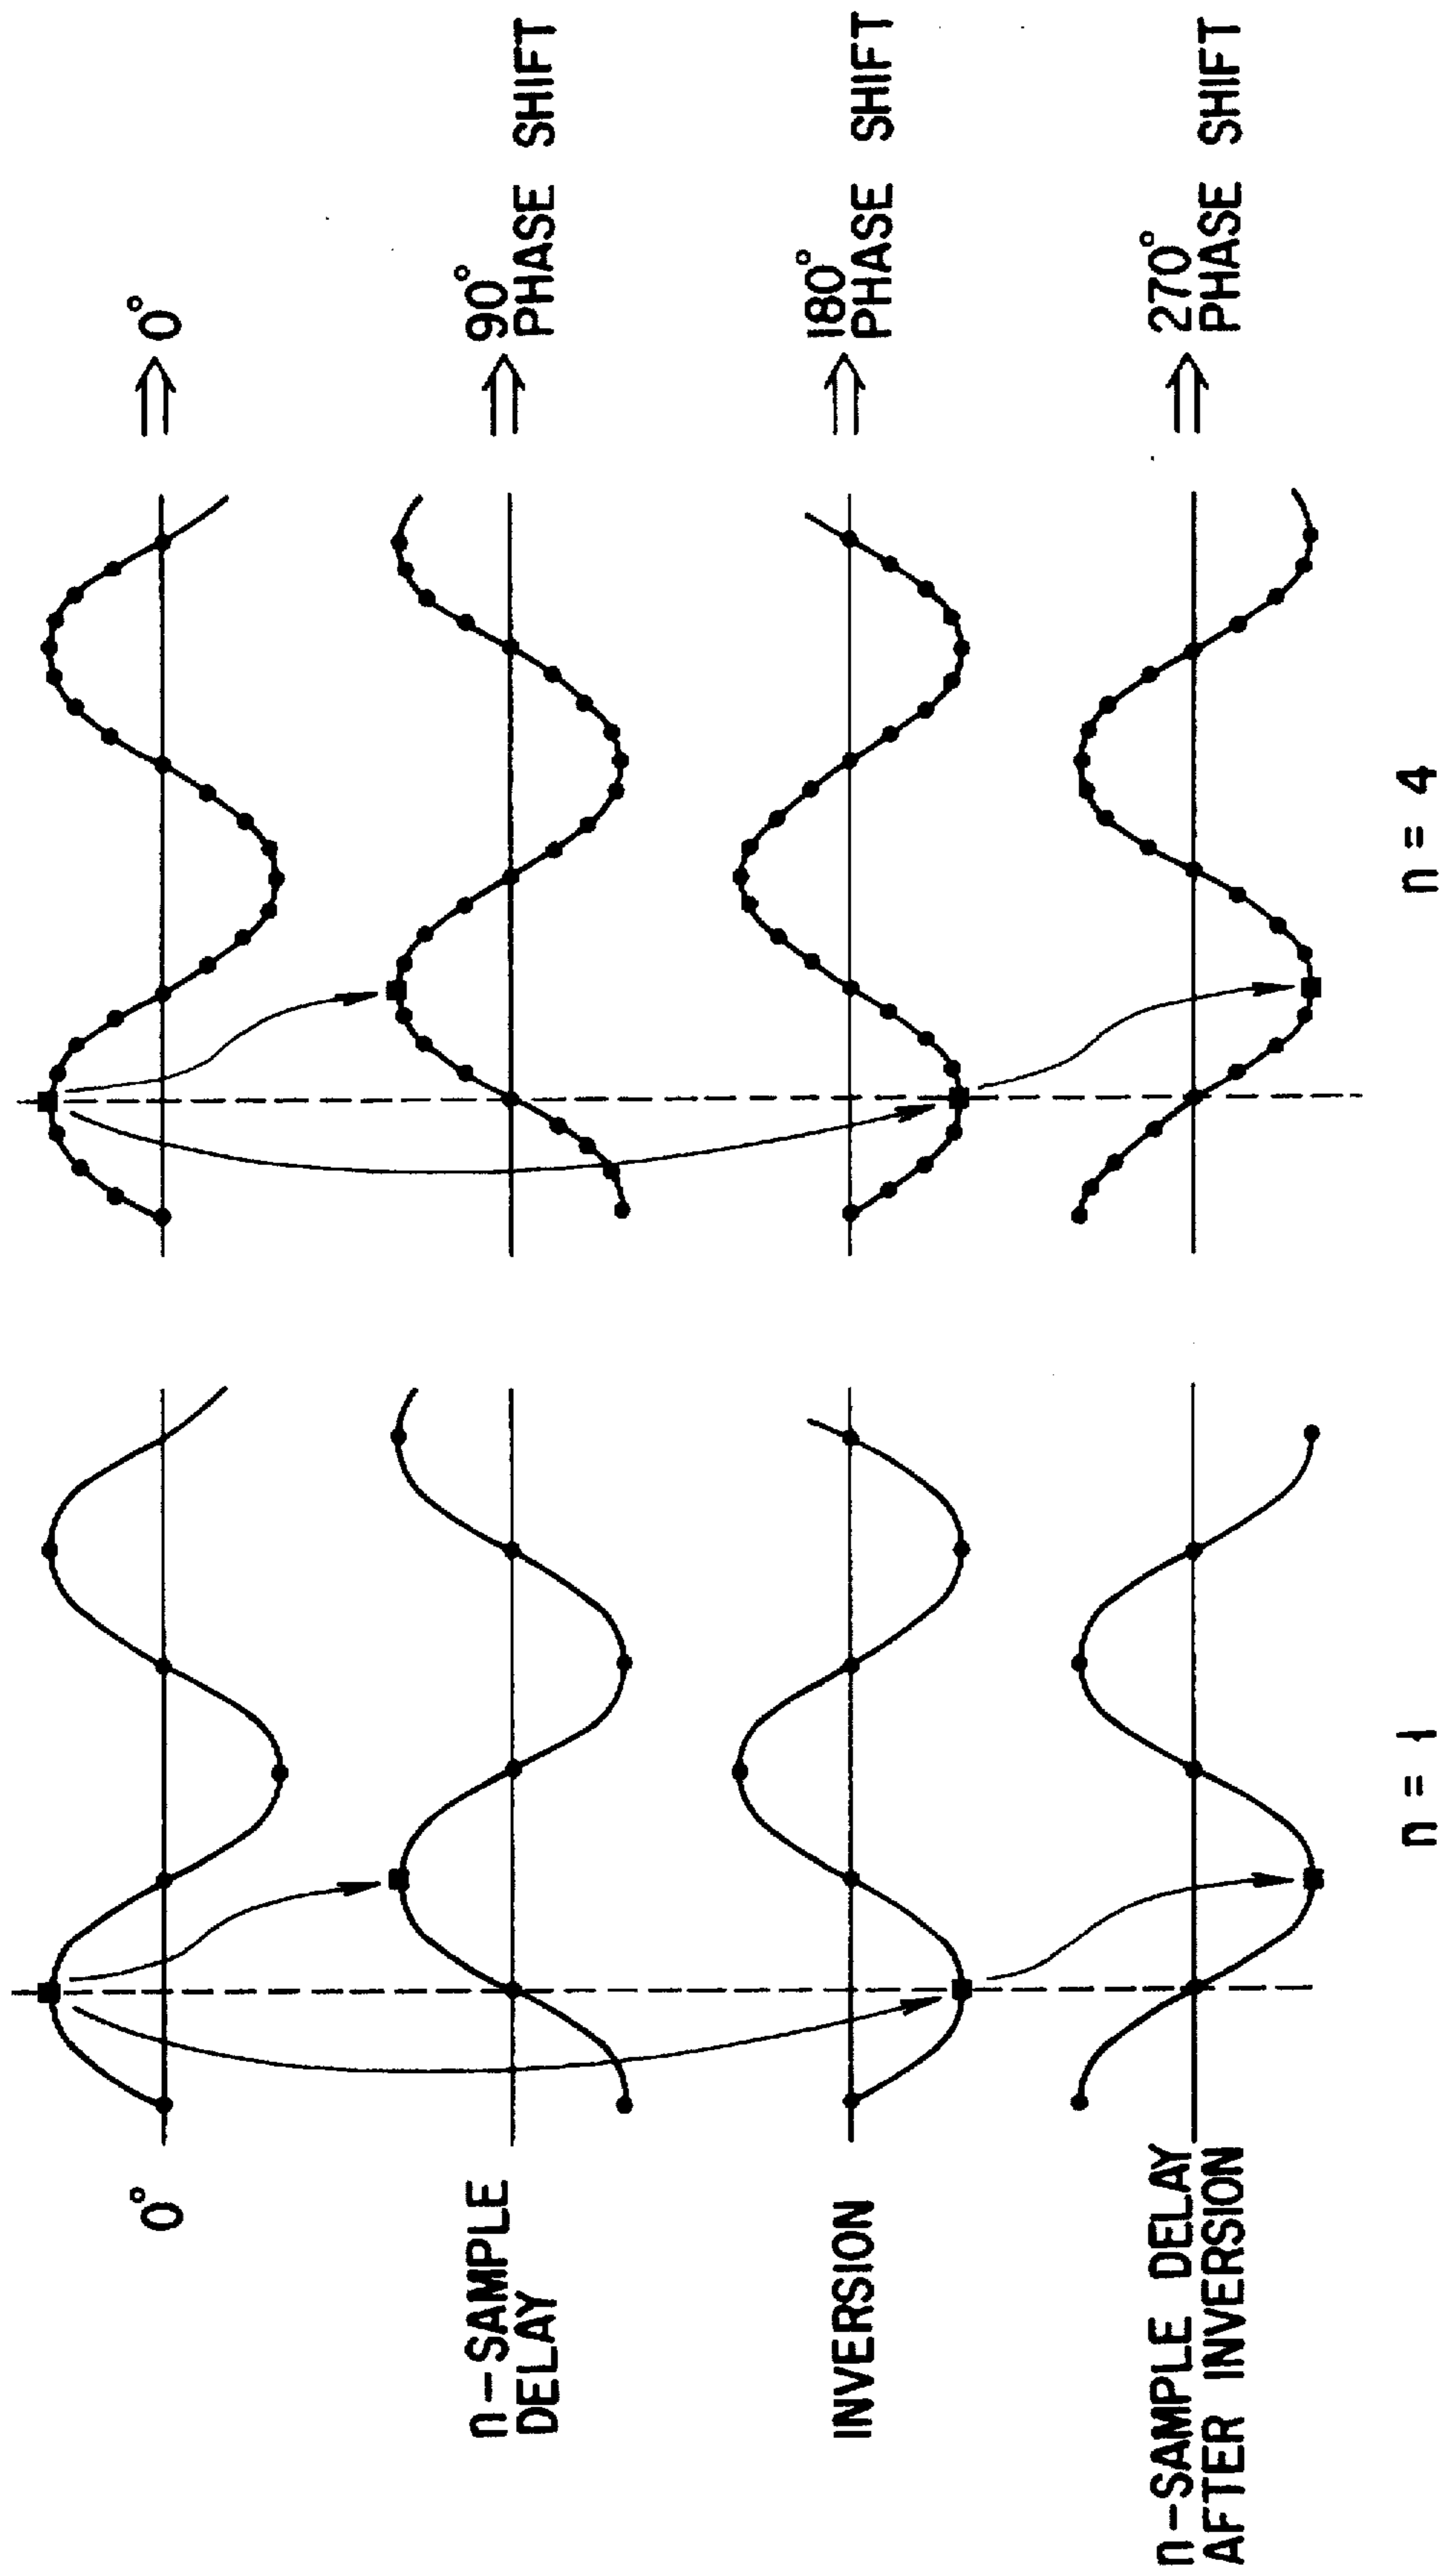 0°
n-SAMPLE
DELAY
INVERSION
n-SAMPLE DELAY
AFTER INVERSION
n = 1
n = 4
0°
90°
PHASE SHIFT
180°
PHASE SHIFT
270°
PHASE SHIFT